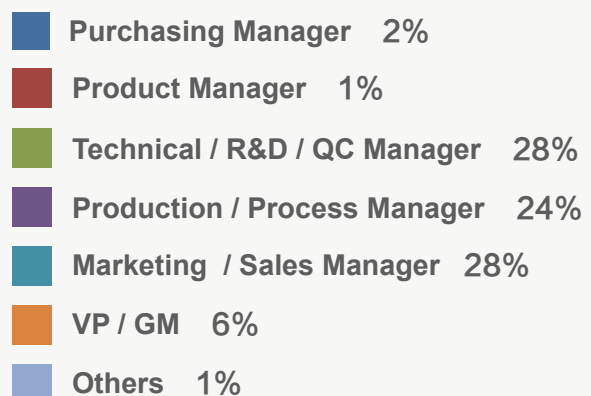 Purchasing Manager 2%
Product Manager 1%
Technical / R&D / QC Manager 28%
Production / Process Manager 24%
Marketing / Sales Manager 28%
VP / GM 6%
Others 1%